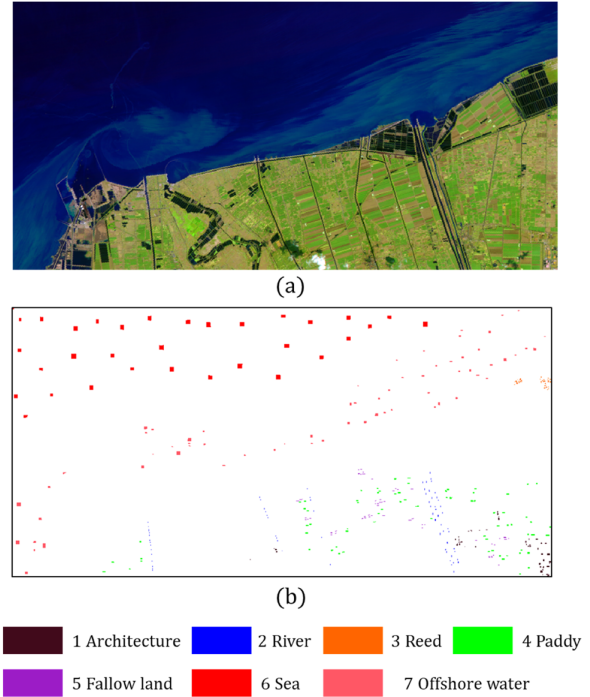 (a)
(b)
1 Architecture 2 River 3 Reed 4 Paddy
5 Fallow land 6 Sea 7 Offshore water